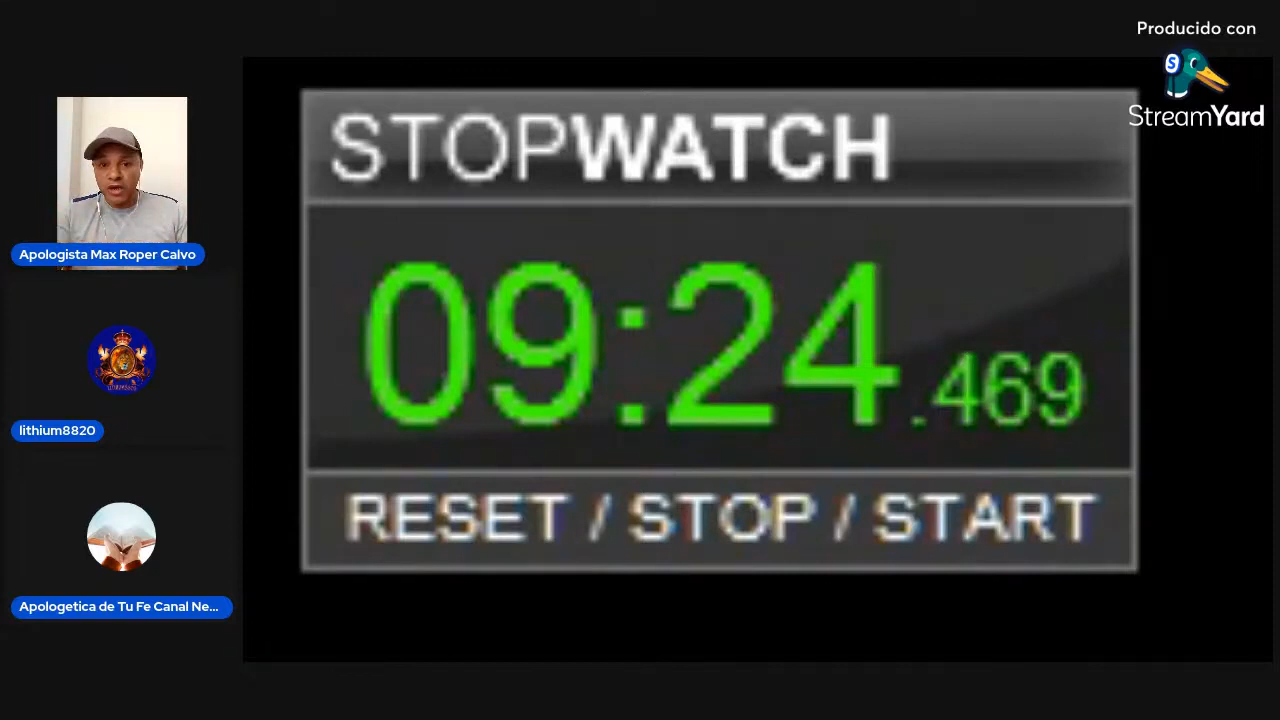 Producido con
StreamYard
STOPWATCH
09:24.469
RESET / STOP / START
Apologista Max Roper Calvo
lithium8820
Apologetica de Tu Fe Canal Ne...